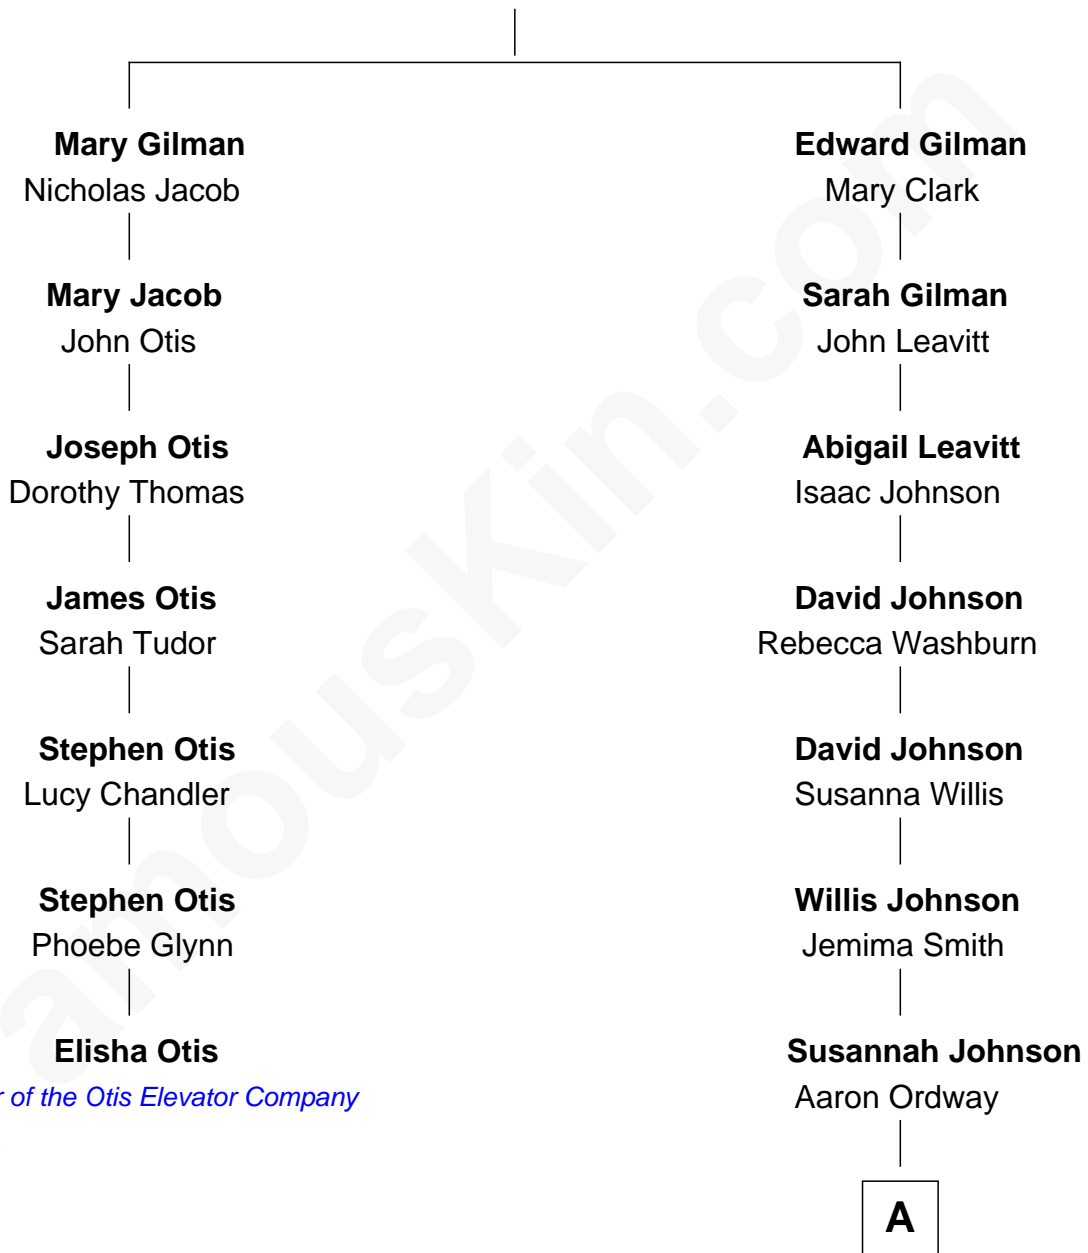 Mary Gilman
Nicholas Jacob
Mary Jacob
John Otis
Joseph Otis
Dorothy Thomas
James Otis
Sarah Tudor
Stephen Otis
Lucy Chandler
Stephen Otis
Phoebe Glynn
Elisha Otis
of the Otis Elevator Company
Edward Gilman
Mary Clark
Sarah Gilman
John Leavitt
Abigail Leavitt
Isaac Johnson
David Johnson
Rebecca Washburn
David Johnson
Susanna Willis
Willis Johnson
Jemima Smith
Susannah Johnson
Aaron Ordway
A
amouskin.com